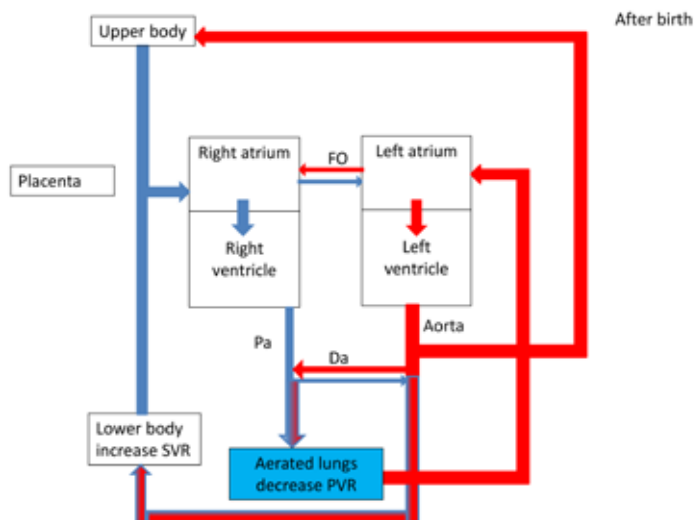 After birth
Upper body
Right atrium
FO
Left atrium
Placenta
Right
ventricle
Left
ventricle
Pa
Aorta
Da
Lower body
increase SVR
Aerated lungs
decrease PVR